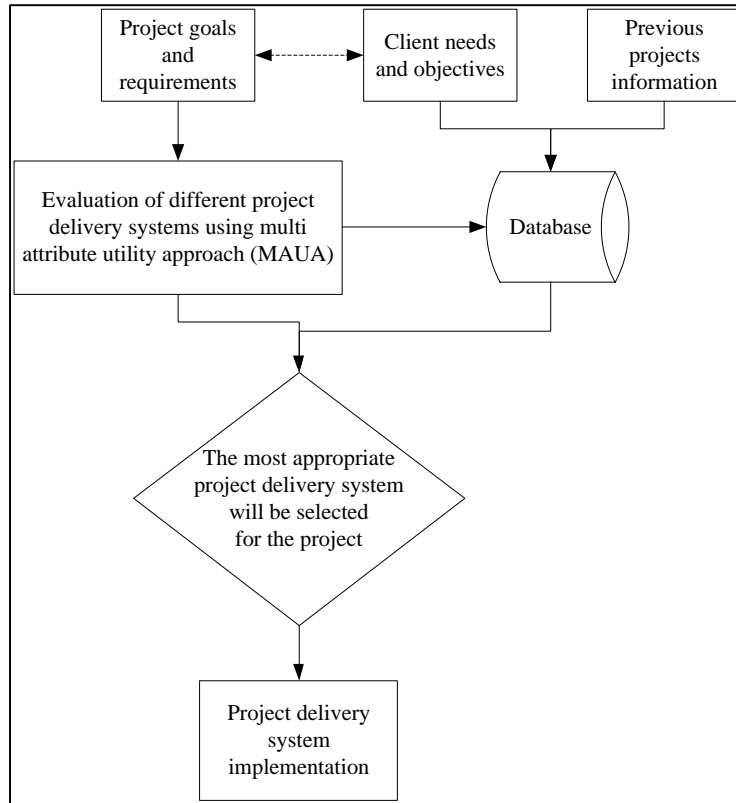 Project goals
and
requirements
Client needs
and objectives
Previous
projects
information
Evaluation of different project
delivery systems using multi
attribute utility approach (MAUA)
Database
The most appropriate
project delivery system
will be selected
for the project
Project delivery
system
implementation